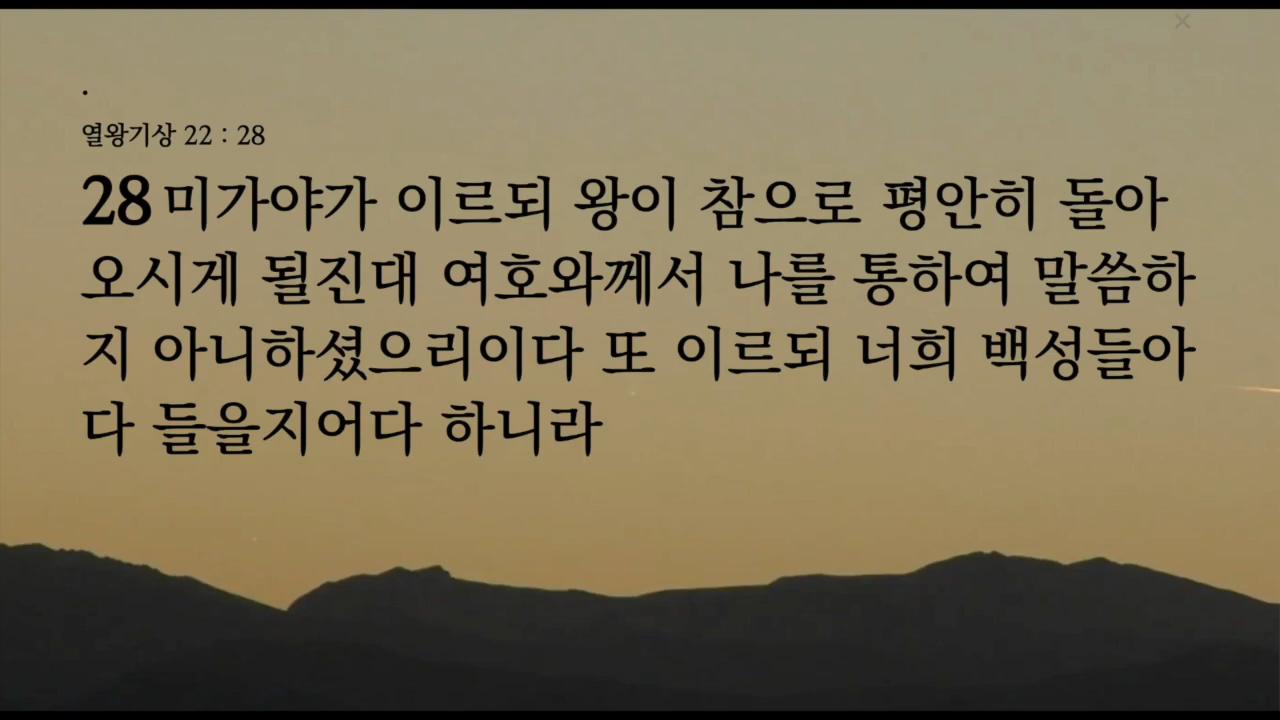 .
열왕기상 22 : 28
28 미가야가 이르되 왕이 참으로 평안히 돌아
오시게 될진대 여호와께서 나를 통하여 말씀하
지 아니하셨으리이다 또 이르되 너희 백성들아
다 들을지어다 하니라